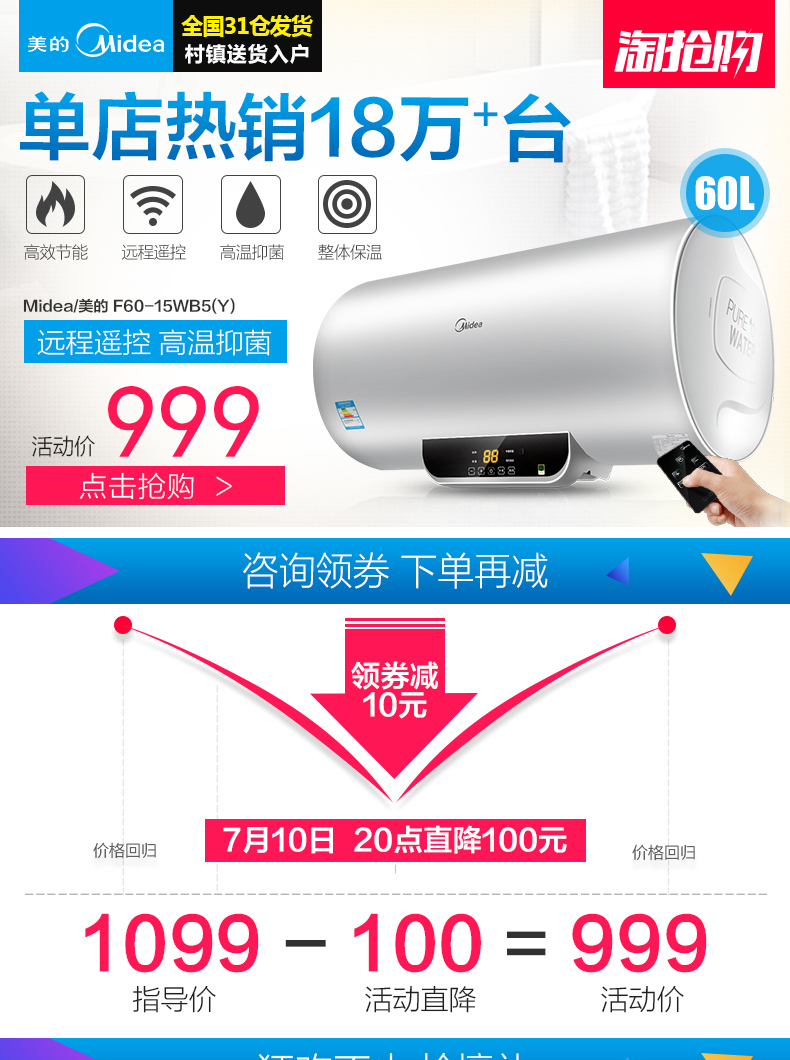 美的 Midea
全国31仓发货
村镇送货入户
淘抢购
单店热销18万+台
60L
高效节能 远程遥控 高温抑菌 整体保温
Midea/美的 F60-15WB5(Y)
远程遥控 高温抑菌
活动价 999
点击抢购 >
Midea
PURE
WATER
88
咨询领券 下单再减
领券减
10元
7月10日 20点直降100元
价格回归
价格回归
1099 - 100 = 999
指导价 活动直降 活动价